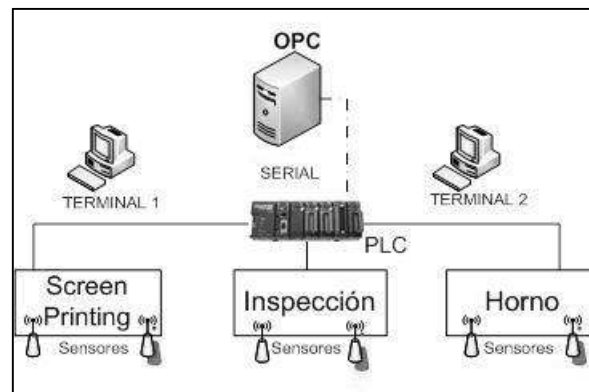 OPC
SERIAL
TERMINAL 1
TERMINAL 2
PLC
Screen
Printing
Sensores
Inspección
Sensores
Horno
Sensores